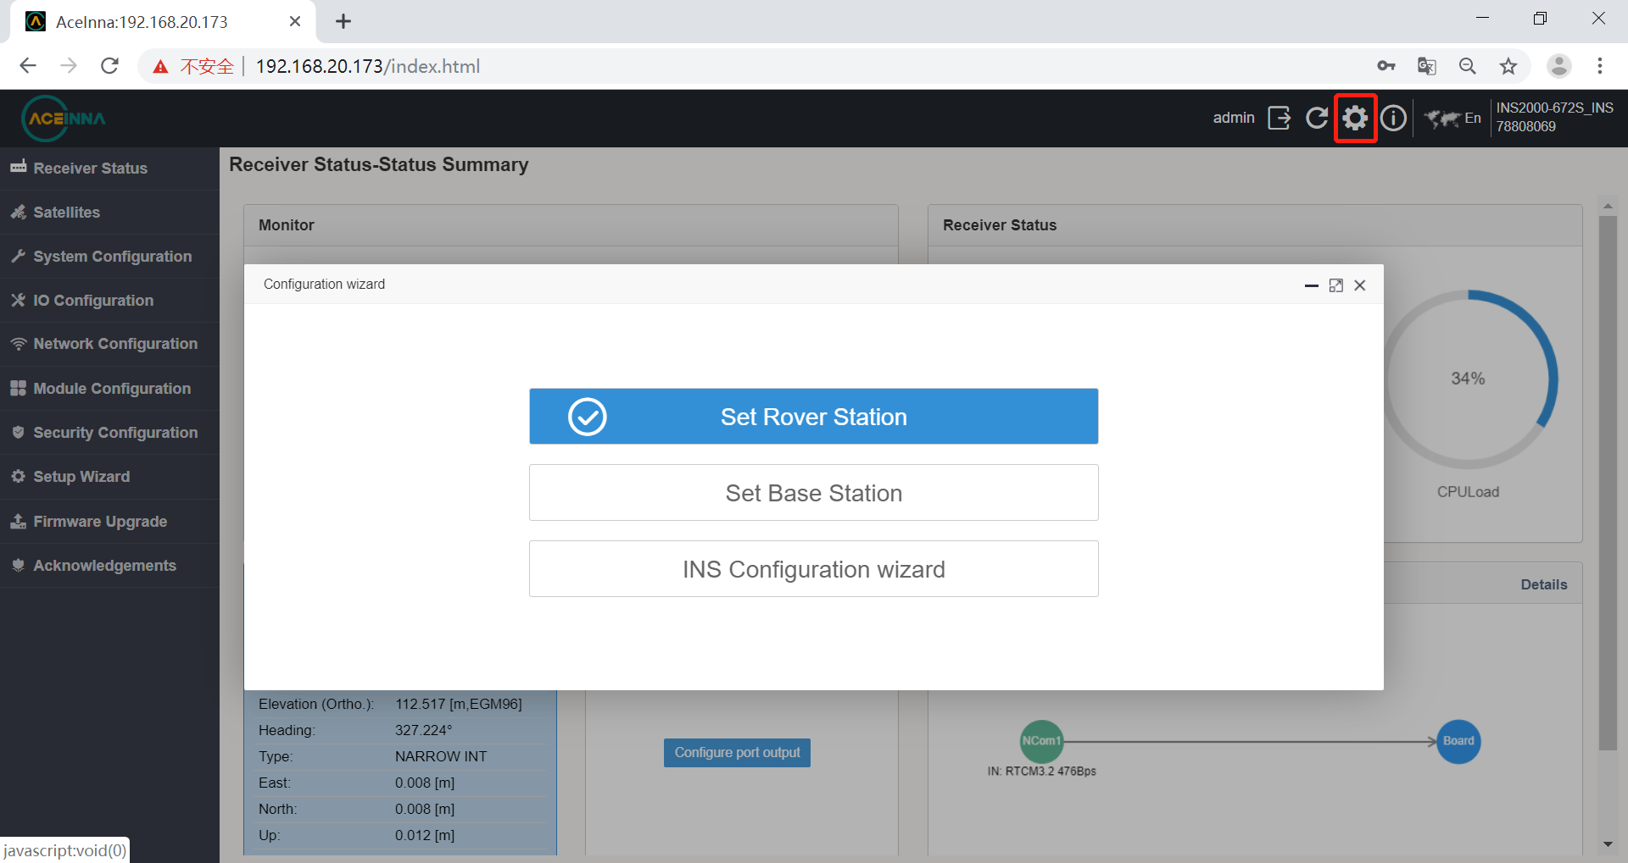 AceInna:192.168.20.173
不安全 192.168.20.173/index.html
ACEINNA
admin
En
INS2000-672S_INS
78808069
Receiver Status
Satellites
System Configuration
IO Configuration
Network Configuration
Module Configuration
Security Configuration
Setup Wizard
Firmware Upgrade
Acknowledgements
Receiver Status-Status Summary
Monitor
Receiver Status
Configuration wizard
Set Rover Station
Set Base Station
INS Configuration wizard
34%
CPULoad
Details
Elevation (Ortho.): 112.517 [m,EGM96]
Heading: 327.224°
Type: NARROW INT
East: 0.008 [m]
North: 0.008 [m]
Up: 0.012 [m]
Configure port output
NCom1
Board
IN: RTCM3.2 476Bps
javascript:void(0)